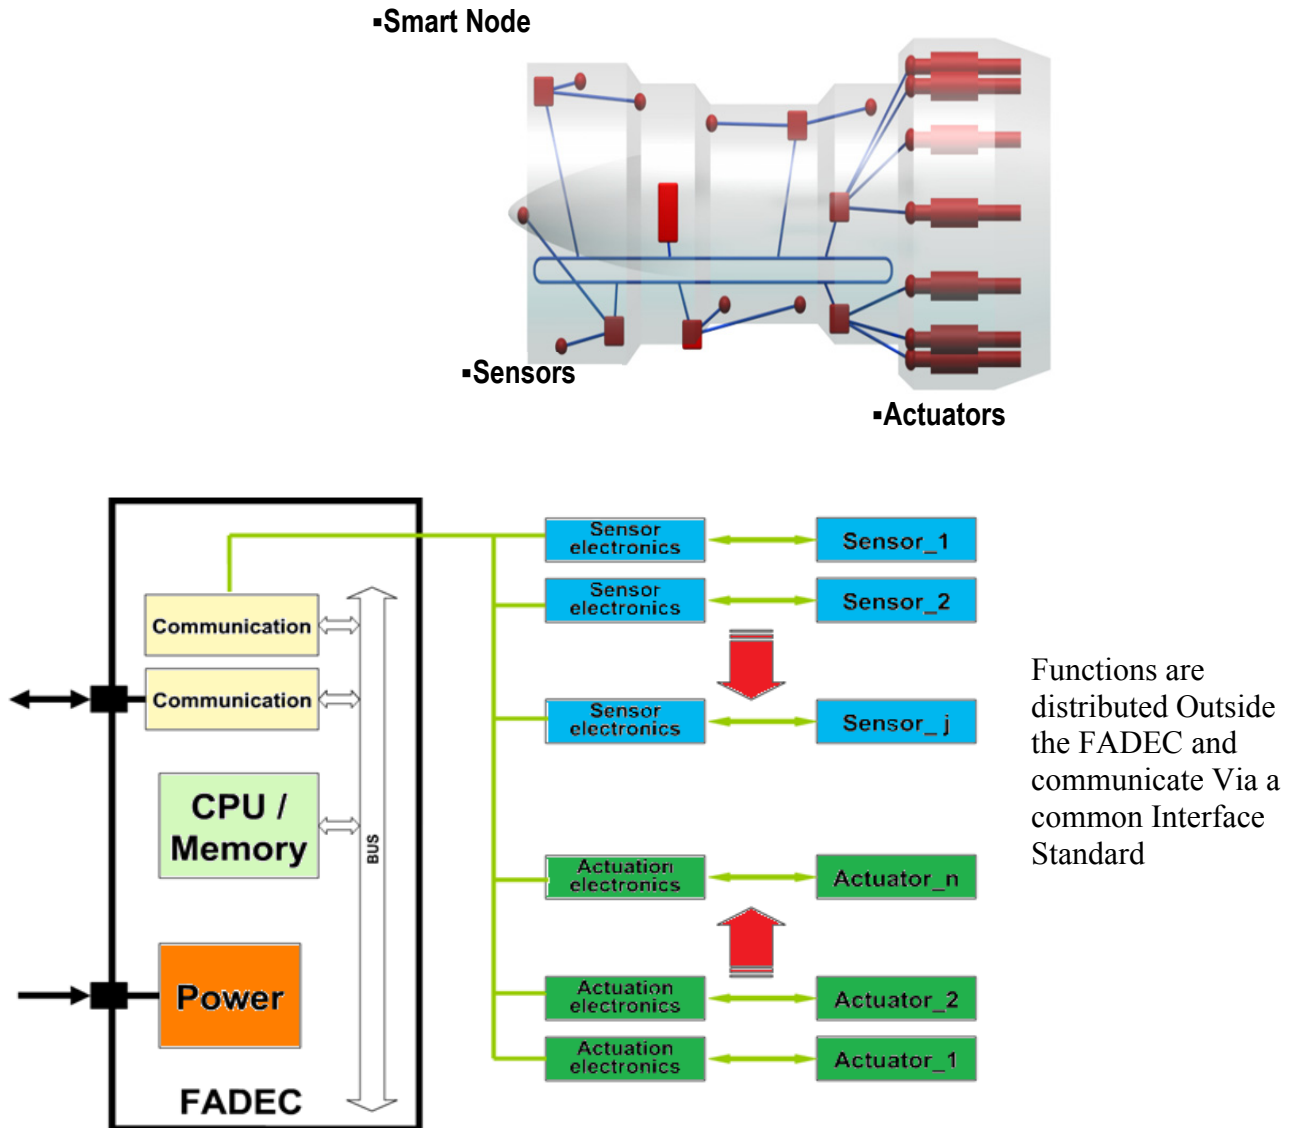 ▪Smart Node
▪Sensors
▪Actuators
Communication
Communication
CPU /
Memory
BUS
Power
FADEC
Sensor
electronics
Sensor_1
Sensor
electronics
Sensor_2
Sensor
electronics
Sensor_ j
Actuation
electronics
Actuator_n
Actuation
electronics
Actuator_2
Actuation
electronics
Actuator_1
Functions are
distributed Outside
the FADEC and
communicate Via a
common Interface
Standard